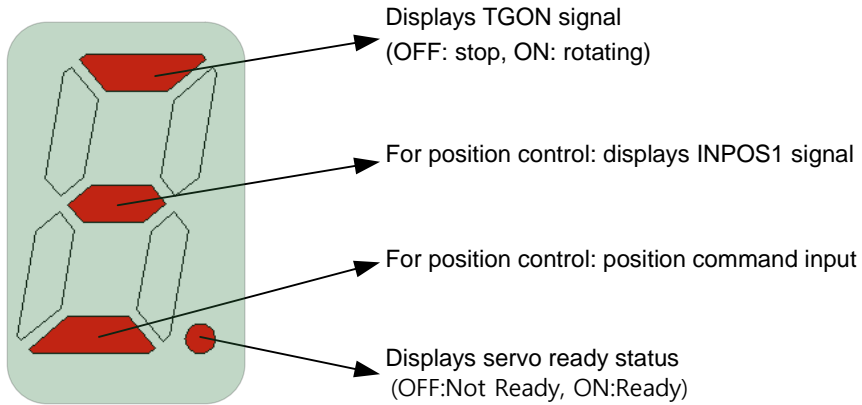 Displays TGON signal
(OFF: stop, ON: rotating)
For position control: displays INPOS1 signal
For position control: position command input
Displays servo ready status
(OFF:Not Ready, ON:Ready)